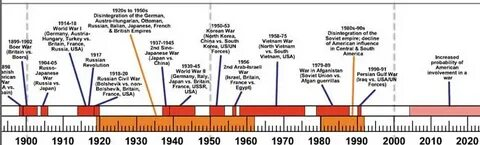 1899-1902
Boer War
(Britain vs.
Boers)
1904-05
Russo-
Japanese
War
(Russia vs.
Japan)
1914-18
World War I
(Germany, Austria-
Hungary, Turkey vs.
Britain, France,
Russia, USA)
1917
Russian
Revolution
1918-20
Russian Civil War
(Bolsheviks vs. non-
Bolsheviks, Britain,
France, USA)
1920s to 1950s
Disintegration of the German,
Austro-Hungarian, Ottoman,
Russian, Italian, Japanese, French
& British Empires
1937-1945
2nd Sino-
Japanese War
(Japan vs.
China)
1930-45
World War II
(Germany, Italy,
Japan vs. Britain,
France, USSR,
USA)
1950-53
Korean War
(North Korea,
China vs. South
Korea, US/UN
Forces)
1956
2nd Arab-Israeli
War
(Israel, Britain,
France vs.
Egypt)
1958-75
Vietnam War
(North Vietnam
vs. South
Vietnam, USA)
1979-89
War in Afghanistan
(Soviet Union vs.
Afgan guerrillas)
1980s-90s
Disintegration of the
Soviet empire; decline
of American influence
in Central & South
America
1990-91
Persian Gulf War
(Iraq vs. USA/UN
Forces)
Increased
probability of
American
involvement in a
war
1900 1910 1920 1930 1940 1950 1960 1970 1980 1990 2000 2010 2020